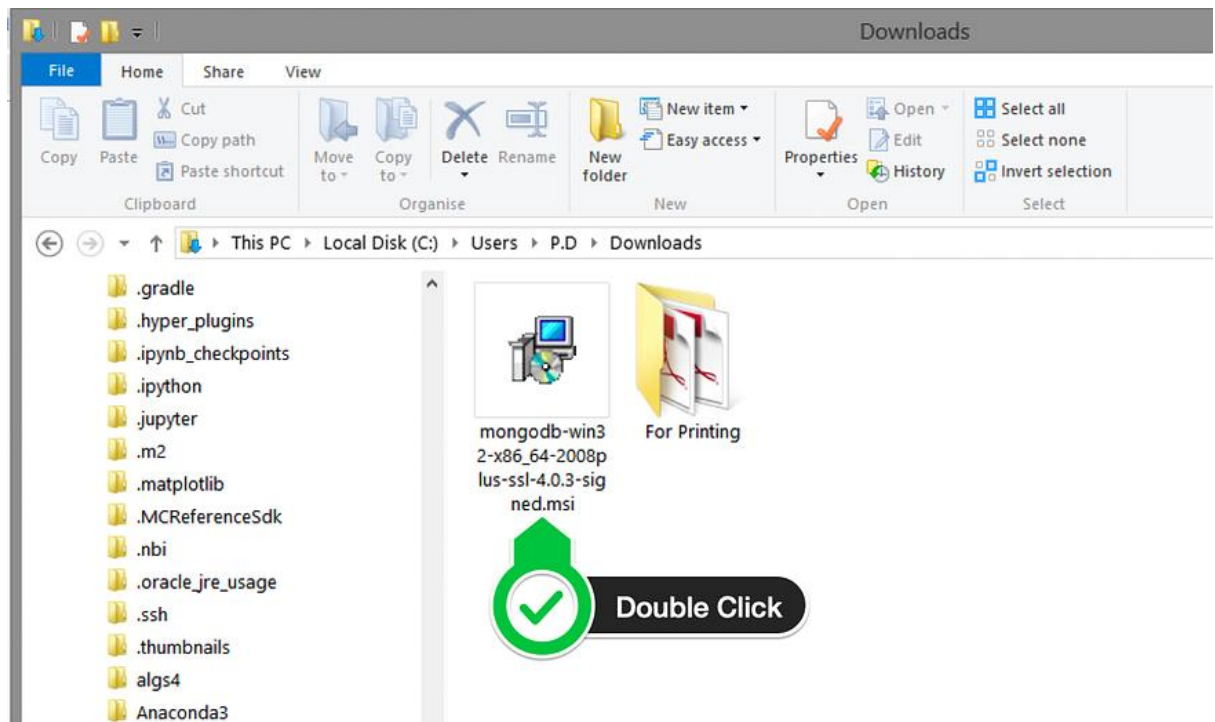 Downloads
File Home Share View
Copy
Paste
Cut
Copy path
Paste shortcut
Clipboard
Move to
Copy to
Delete
Rename
Organise
New folder
New item
Easy access
New
Properties
Open
Edit
History
Open
Select all
Select none
Invert selection
Select
This PC Local Disk (C:) Users P.D Downloads
.gradle
.hyper_plugins
.ipynb_checkpoints
.ipython
.jupyter
.m2
.matplotlib
.MCReferenceSdk
.nbi
.oracle_jre_usage
.ssh
.thumbnails
algs4
Anaconda3
mongodb-win3
2-x86_64-2008p
lus-ssl-4.0.3-sig
ned.msi
For Printing
Double Click